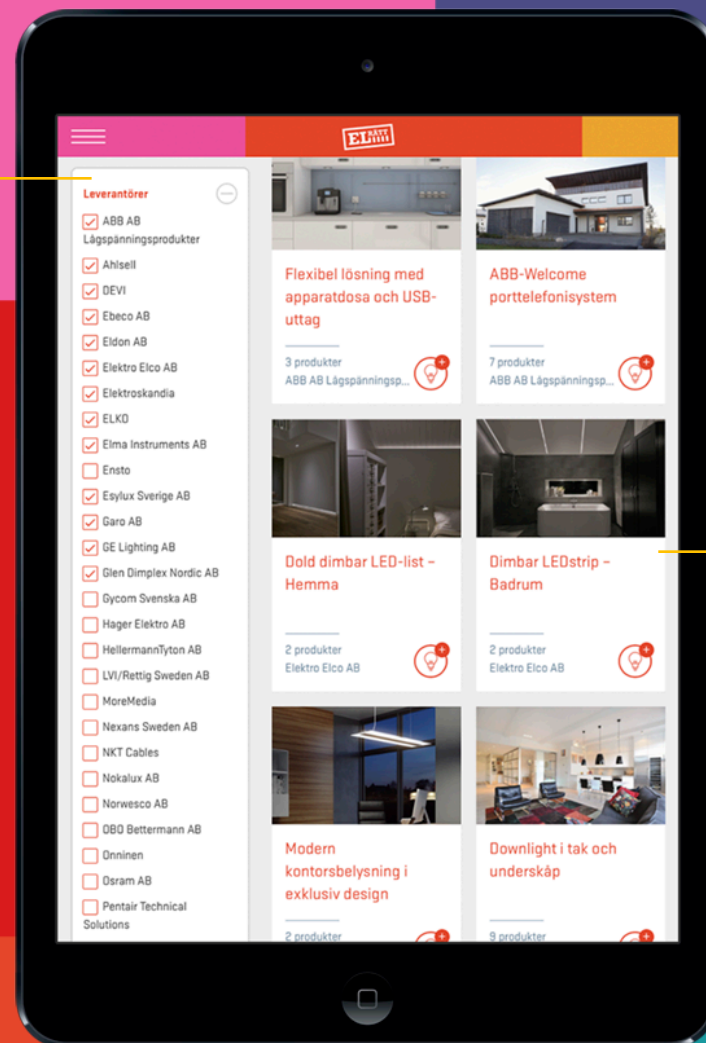 EL RÄTT
Leverantörer
ABB AB
Lågspänningsprodukter
Ahlsell
DEVI
Ebeco AB
Eldon AB
Elektro Elco AB
Elektroskandia
ELKO
Elma Instruments AB
Ensto
Esylux Sverige AB
Garo AB
GE Lighting AB
Glen Dimplex Nordic AB
Gycom Svenska AB
Hager Elektro AB
HellermannTyton AB
LVI/Rettig Sweden AB
MoreMedia
Nexans Sweden AB
NKT Cables
Nokalux AB
Norwesco AB
OBO Bettermann AB
Onninen
Osram AB
Pentair Technical
Solutions
Flexibel lösning med
apparatdosa och USB-
uttag
3 produkter
ABB AB Lågspänningsp...
ABB-Welcome
porttelefonisystem
7 produkter
ABB AB Lågspänningsp...
Dold dimbar LED-list –
Hemma
2 produkter
Elektro Elco AB
Dimbar LEDstrip –
Badrum
2 produkter
Elektro Elco AB
Modern
kontorsbelysning i
exklusiv design
2 produkter
Downlight i tak och
underskåp
9 produkter